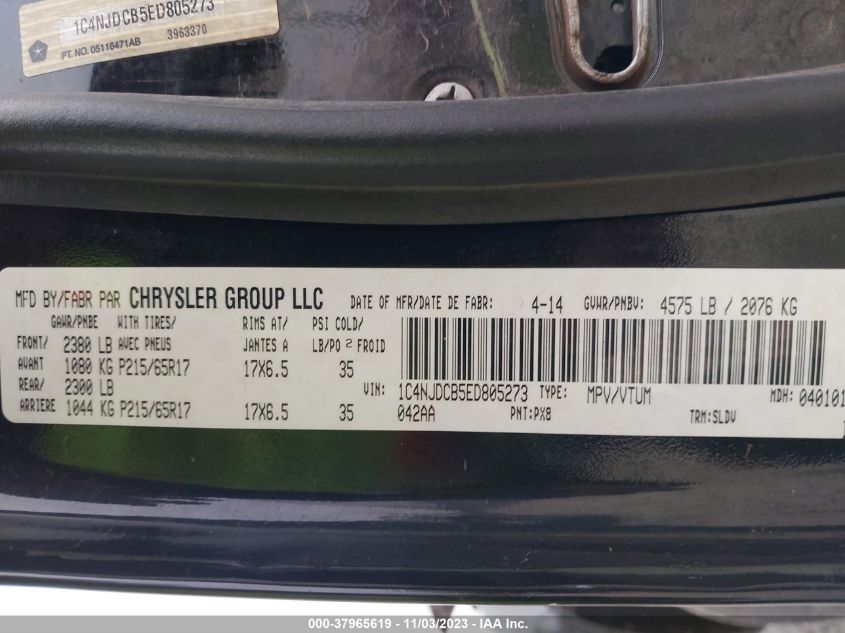 1C4NJDCB5ED805273
3963370
PT. NO. 05116471AB
MFD BY/FABR PAR CHRYSLER GROUP LLC DATE OF MFR/DATE DE FABR: 4-14 GVWR/PNBV: 4575 LB / 2076 KG
GAWR/PNBE WITH TIRES/ RIMS AT/ PSI COLD/
FRONT/ 2380 LB AVEC PNEUS JANTES A LB/PO2 FROID
AVANT 1080 KG P215/65R17 17X6.5 35
REAR/ 2300 LB VIN: 1C4NJDCB5ED805273 TYPE: MPV/VTUM MDH: 040101
ARRIERE 1044 KG P215/65R17 17X6.5 35 042AA PNT:PX8 TRM:SLDV
000-37965619 | 11/03/2023 - IAA Inc.